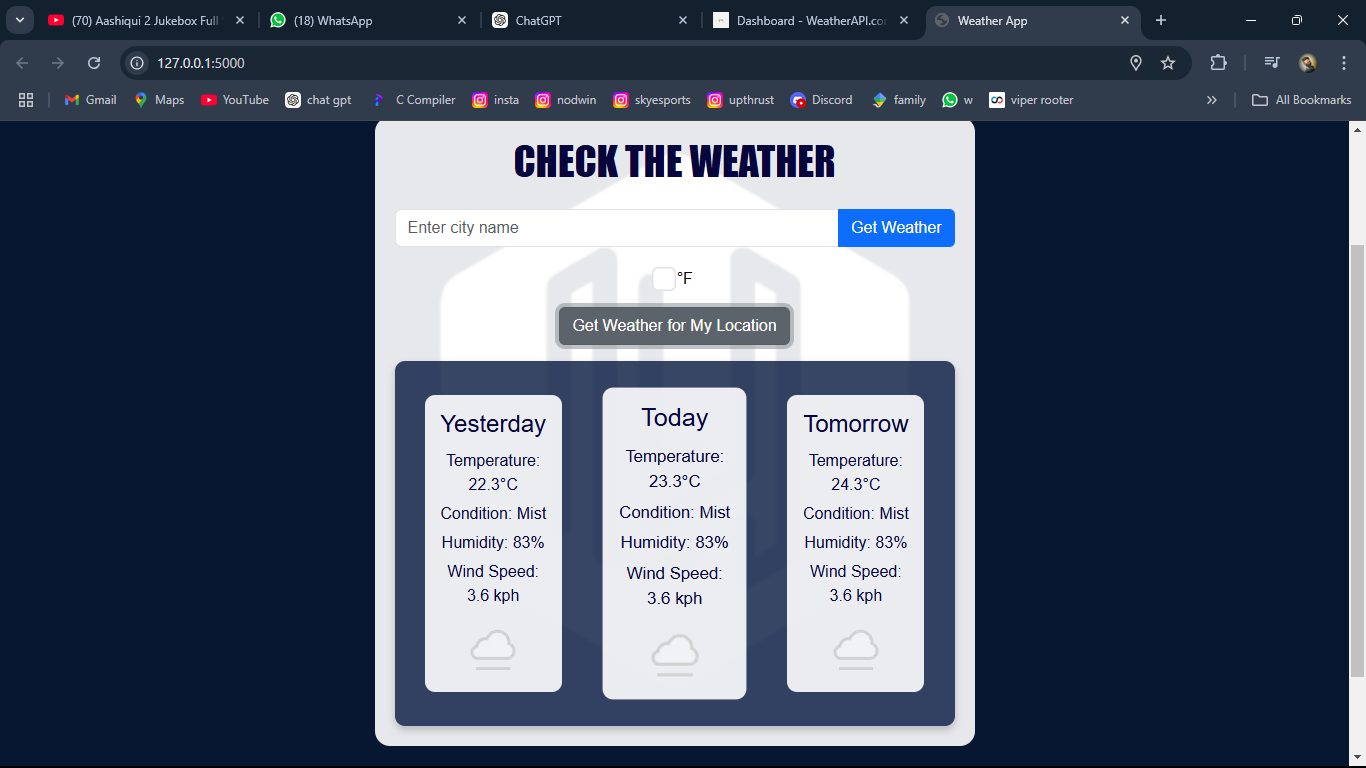 (70) Aashiqui 2 Jukebox Full
(18) WhatsApp
ChatGPT
Dashboard - WeatherAPI.co
Weather App
127.0.0.1:5000
Gmail
Maps
YouTube
chat gpt
C Compiler
insta
nodwin
skyesports
upthrust
Discord
family
w
viper rooter
»
All Bookmarks
CHECK THE WEATHER
Enter city name
Get Weather
°F
Get Weather for My Location
Yesterday
Temperature:
22.3°C
Condition: Mist
Humidity: 83%
Wind Speed:
3.6 kph
Today
Temperature:
23.3°C
Condition: Mist
Humidity: 83%
Wind Speed:
3.6 kph
Tomorrow
Temperature:
24.3°C
Condition: Mist
Humidity: 83%
Wind Speed:
3.6 kph